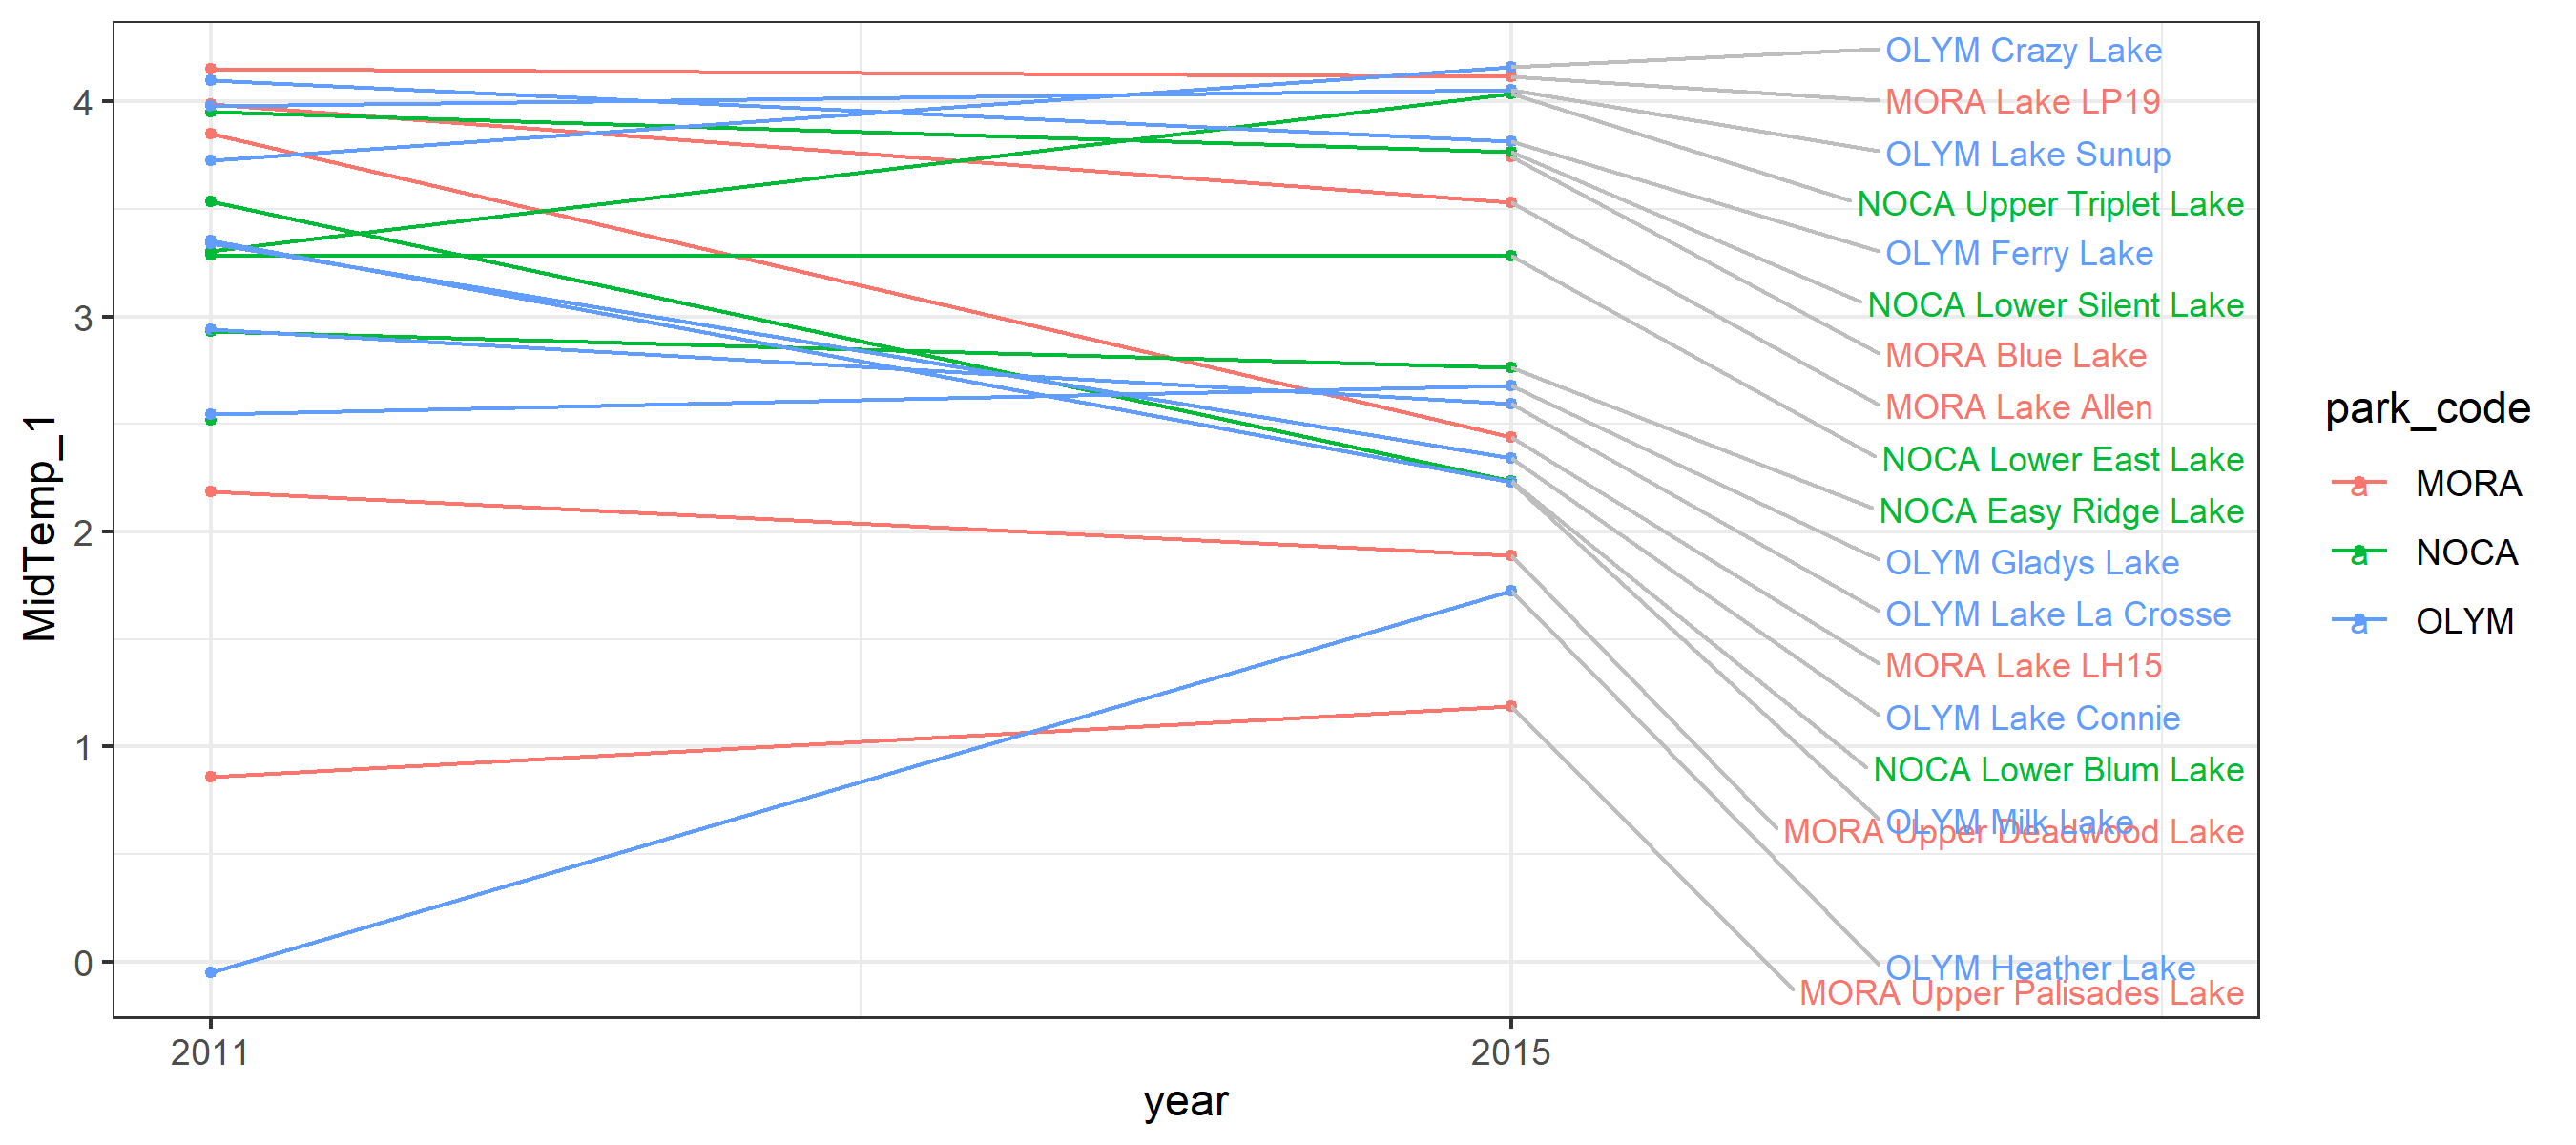 OLYM Crazy Lake
MORA Lake LP19
OLYM Lake Sunup
NOCA Upper Triplet Lake
OLYM Ferry Lake
NOCA Lower Silent Lake
MORA Blue Lake
MORA Lake Allen
NOCA Lower East Lake
NOCA Easy Ridge Lake
OLYM Gladys Lake
OLYM Lake La Crosse
MORA Lake LH15
OLYM Lake Connie
NOCA Lower Blum Lake
OLYM Milk Lake
MORA Upper Deadwood Lake
OLYM Heather Lake
MORA Upper Palisades Lake
4
3
2
1
0
MidTemp_1
2011
2015
year
park_code
a MORA
a NOCA
a OLYM